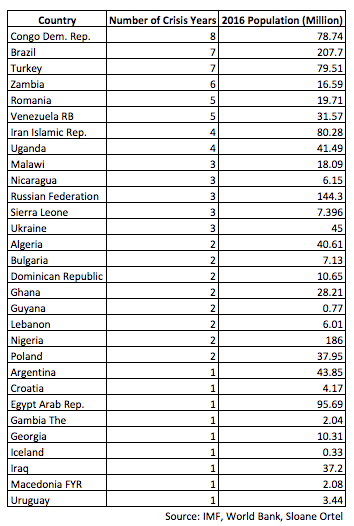 Country Number of Crisis Years 2016 Population (Million)
Congo Dem. Rep. 8 78.74
Brazil 7 207.7
Turkey 7 79.51
Zambia 6 16.59
Romania 5 19.71
Venezuela RB 5 31.57
Iran Islamic Rep. 4 80.28
Uganda 4 41.49
Malawi 3 18.09
Nicaragua 3 6.15
Russian Federation 3 144.3
Sierra Leone 3 7.396
Ukraine 3 45
Algeria 2 40.61
Bulgaria 2 7.13
Dominican Republic 2 10.65
Ghana 2 28.21
Guyana 2 0.77
Lebanon 2 6.01
Nigeria 2 186
Poland 2 37.95
Argentina 1 43.85
Croatia 1 4.17
Egypt Arab Rep. 1 95.69
Gambia The 1 2.04
Georgia 1 10.31
Iceland 1 0.33
Iraq 1 37.2
Macedonia FYR 1 2.08
Uruguay 1 3.44
Source: IMF, World Bank, Sloane Ortel